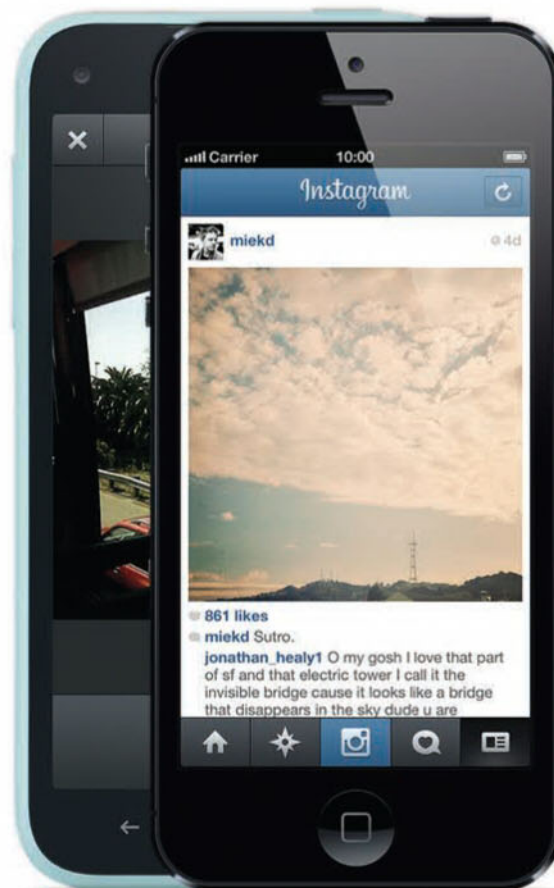 Carrier 10:00
Instagram
miekd 4d
861 likes
miekd Sutro.
jonathan_healy1 O my gosh I love that part
of sf and that electric tower I call it the
invisible bridge cause it looks like a bridge
that disappears in the sky dude u are